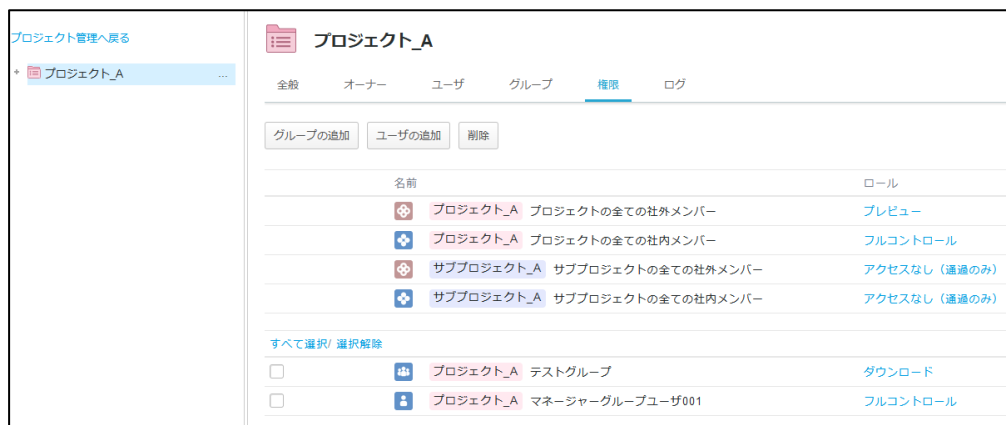 プロジェクト管理へ戻る
プロジェクト_A ...
プロジェクト_A
全般 オーナー ユーザ グループ 権限 ログ
グループの追加 ユーザの追加 削除
名前 ロール
プロジェクト_A プロジェクトの全ての社外メンバー プレビュー
プロジェクト_A プロジェクトの全ての社内メンバー フルコントロール
サブプロジェクト_A サブプロジェクトの全ての社外メンバー アクセスなし（通過のみ）
サブプロジェクト_A サブプロジェクトの全ての社内メンバー アクセスなし（通過のみ）
すべて選択/ 選択解除
プロジェクト_A テストグループ ダウンロード
プロジェクト_A マネージャーグループユーザ001 フルコントロール